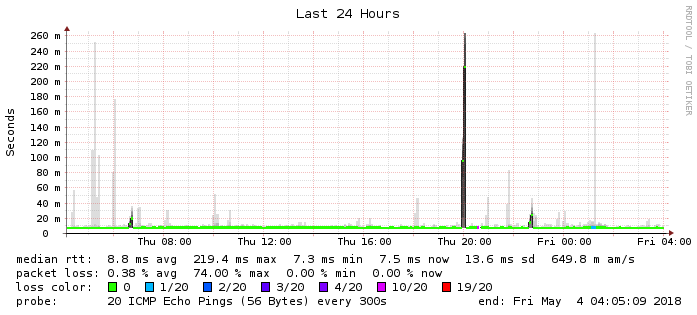 Last 24 Hours
RRDTOOL / TOBI OETIKER
Seconds
260 m
240 m
220 m
200 m
180 m
160 m
140 m
120 m
100 m
80 m
60 m
40 m
20 m
0
Thu 08:00 Thu 12:00 Thu 16:00 Thu 20:00 Fri 00:00 Fri 04:00
median rtt: 8.8 ms avg 219.4 ms max 7.3 ms min 7.5 ms now 13.6 ms sd 649.8 m am/s
packet loss: 0.38 % avg 74.00 % max 0.00 % min 0.00 % now
loss color: 0 1/20 2/20 3/20 4/20 10/20 19/20
probe: 20 ICMP Echo Pings (56 Bytes) every 300s end: Fri May 4 04:05:09 2018